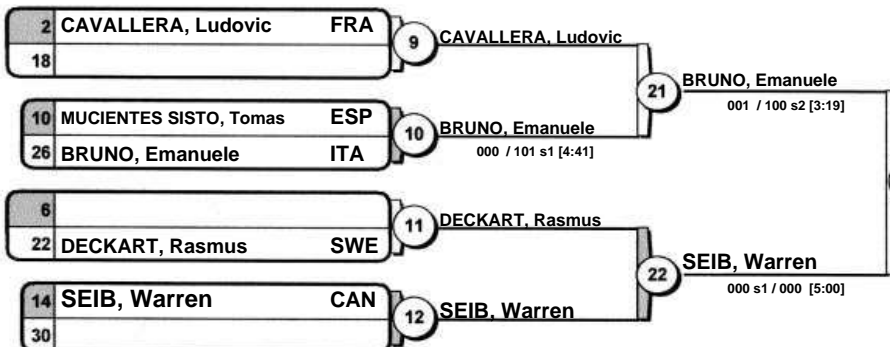 2 CAVALLERA, Ludovic FRA
18
9
CAVALLERA, Ludovic
10 MUCIENTES SISTO, Tomas ESP
26 BRUNO, Emanuele ITA
10
BRUNO, Emanuele
000 / 101 s1 [4:41]
21
BRUNO, Emanuele
001 / 100 s2 [3:19]
6
22 DECKART, Rasmus SWE
11
DECKART, Rasmus
14 SEIB, Warren CAN
30
12
SEIB, Warren
22
SEIB, Warren
000 s1 / 000 [5:00]